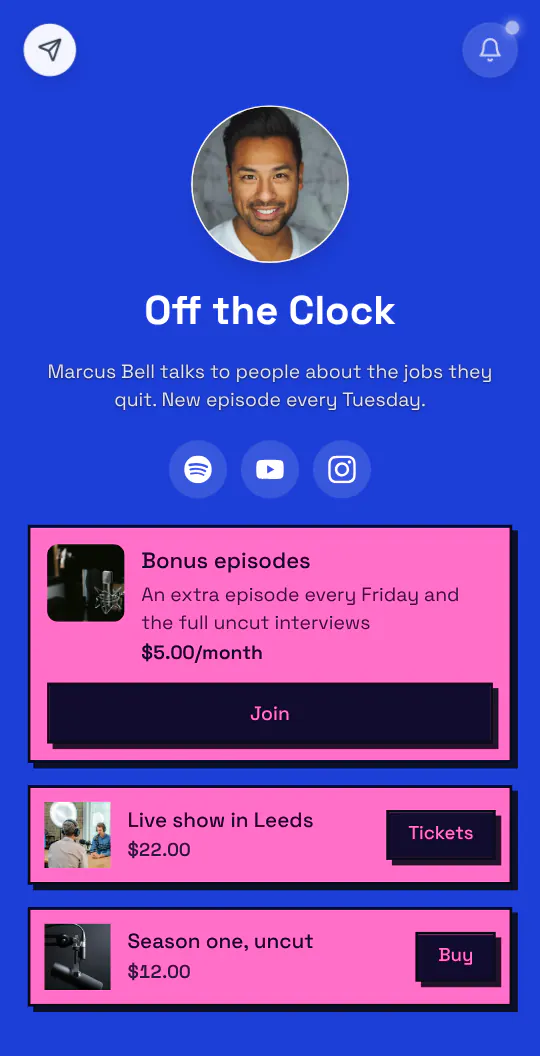 Off the Clock
Marcus Bell talks to people about the jobs they
quit. New episode every Tuesday.
Bonus episodes
An extra episode every Friday and
the full uncut interviews
$5.00/month
Join
Live show in Leeds
$22.00
Tickets
Season one, uncut
$12.00
Buy